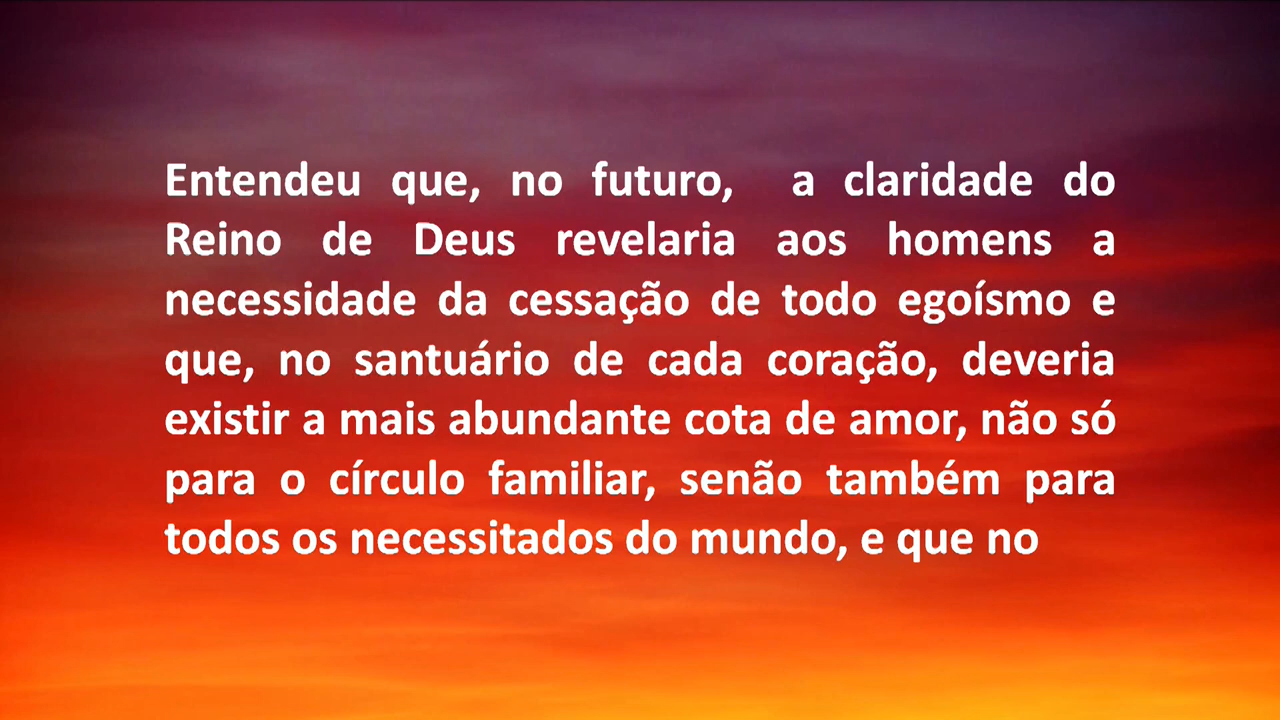 Entendeu que, no futuro, a claridade do
Reino de Deus revelaria aos homens a
necessidade da cessação de todo egoísmo e
que, no santuário de cada coração, deveria
existir a mais abundante cota de amor, não só
para o círculo familiar, senão também para
todos os necessitados do mundo, e que no